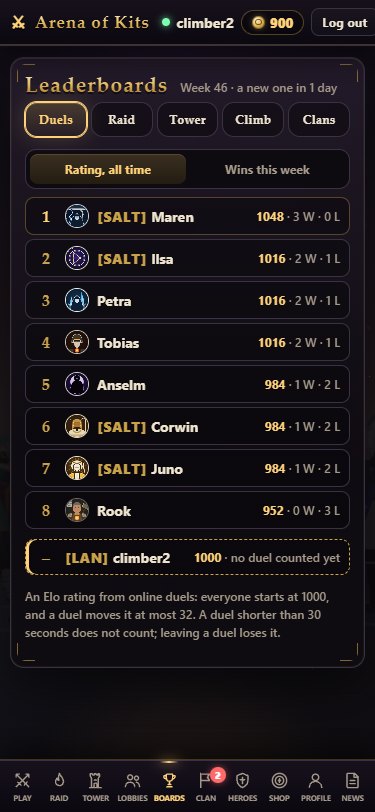 Arena of Kits climber2 900 Log out
Leaderboards Week 46 · a new one in 1 day
Duels Raid Tower Climb Clans
Rating, all time Wins this week
1 [SALT] Maren 1048 · 3 W · 0 L
2 [SALT] Ilsa 1016 · 2 W · 1 L
3 Petra 1016 · 2 W · 1 L
4 Tobias 1016 · 2 W · 1 L
5 Anselm 984 · 1 W · 2 L
6 [SALT] Corwin 984 · 1 W · 2 L
7 [SALT] Juno 984 · 1 W · 2 L
8 Rook 952 · 0 W · 3 L
– [LAN] climber2 1000 · no duel counted yet
An Elo rating from online duels: everyone starts at 1000,
and a duel moves it at most 32. A duel shorter than 30
seconds does not count; leaving a duel loses it.
2
PLAY RAID TOWER LOBBIES BOARDS CLAN HEROES SHOP PROFILE NEWS